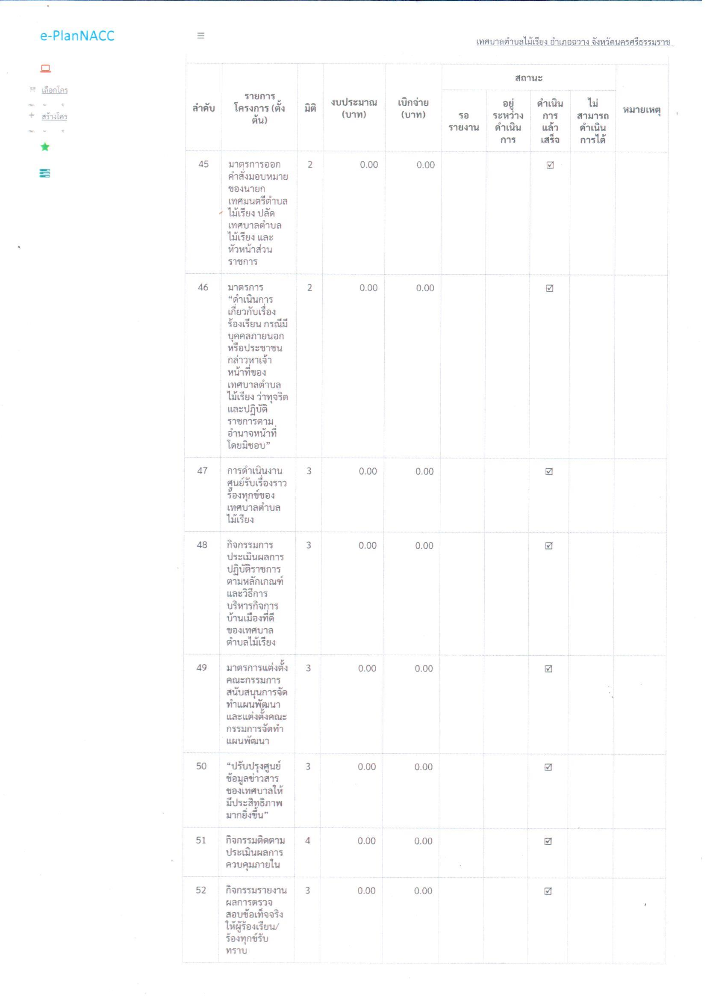 e-PlanNACC
เทศบาลตำบลไม้เรียง อำเภอฉวาง จังหวัดนครศรีธรรมราช
เลือกโคร
สร้างโคร
ลำดับ
รายการ
โครงการ (ตั้ง
ต้น)
มิติ
งบประมาณ
(บาท)
เบิกจ่าย
(บาท)
สถานะ
รอ
รายงาน
อยู่
ระหว่าง
ดำเนิน
การ
ดำเนิน
การ
แล้ว
เสร็จ
ไม่
สามารถ
ดำเนิน
การได้
หมายเหตุ
45 มาตรการออก 2 0.00 0.00 ☑
คำสั่งมอบหมาย
ของนายก
เทศมนตรีตำบล
ไม้เรียง ปลัด
เทศบาลตำบล
ไม้เรียง และ
หัวหน้าส่วน
ราชการ
46 มาตรการ 2 0.00 0.00 ☑
“ดำเนินการ
เกี่ยวกับเรื่อง
ร้องเรียน กรณีมี
บุคคลภายนอก
หรือประชาชน
กล่าวหาเจ้า
หน้าที่ของ
เทศบาลตำบล
ไม้เรียง ว่าทุจริต
และปฏิบัติ
ราชการตาม
อำนาจหน้าที่
โดยมิชอบ”
47 การดำเนินงาน 3 0.00 0.00 ☑
ศูนย์รับเรื่องราว
ร้องทุกข์ของ
เทศบาลตำบล
ไม้เรียง
48 กิจกรรมการ 3 0.00 0.00 ☑
ประเมินผลการ
ปฏิบัติราชการ
ตามหลักเกณฑ์
และวิธีการ
บริหารกิจการ
บ้านเมืองที่ดี
ของเทศบาล
ตำบลไม้เรียง
49 มาตรการแต่งตั้ง 3 0.00 0.00 ☑
คณะกรรมการ
สนับสนุนการจัด
ทำแผนพัฒนา
และแต่งตั้งคณะ
กรรมการจัดทำ
แผนพัฒนา
50 “ปรับปรุงศูนย์ 3 0.00 0.00 ☑
ข้อมูลข่าวสาร
ของเทศบาลให้
มีประสิทธิภาพ
มากยิ่งขึ้น”
51 กิจกรรมติดตาม 4 0.00 0.00 ☑
ประเมินผลการ
ควบคุมภายใน
52 กิจกรรมรายงาน 3 0.00 0.00 ☑
ผลการตรวจ
สอบข้อเท็จจริง
ให้ผู้ร้องเรียน/
ร้องทุกข์รับ
ทราบ